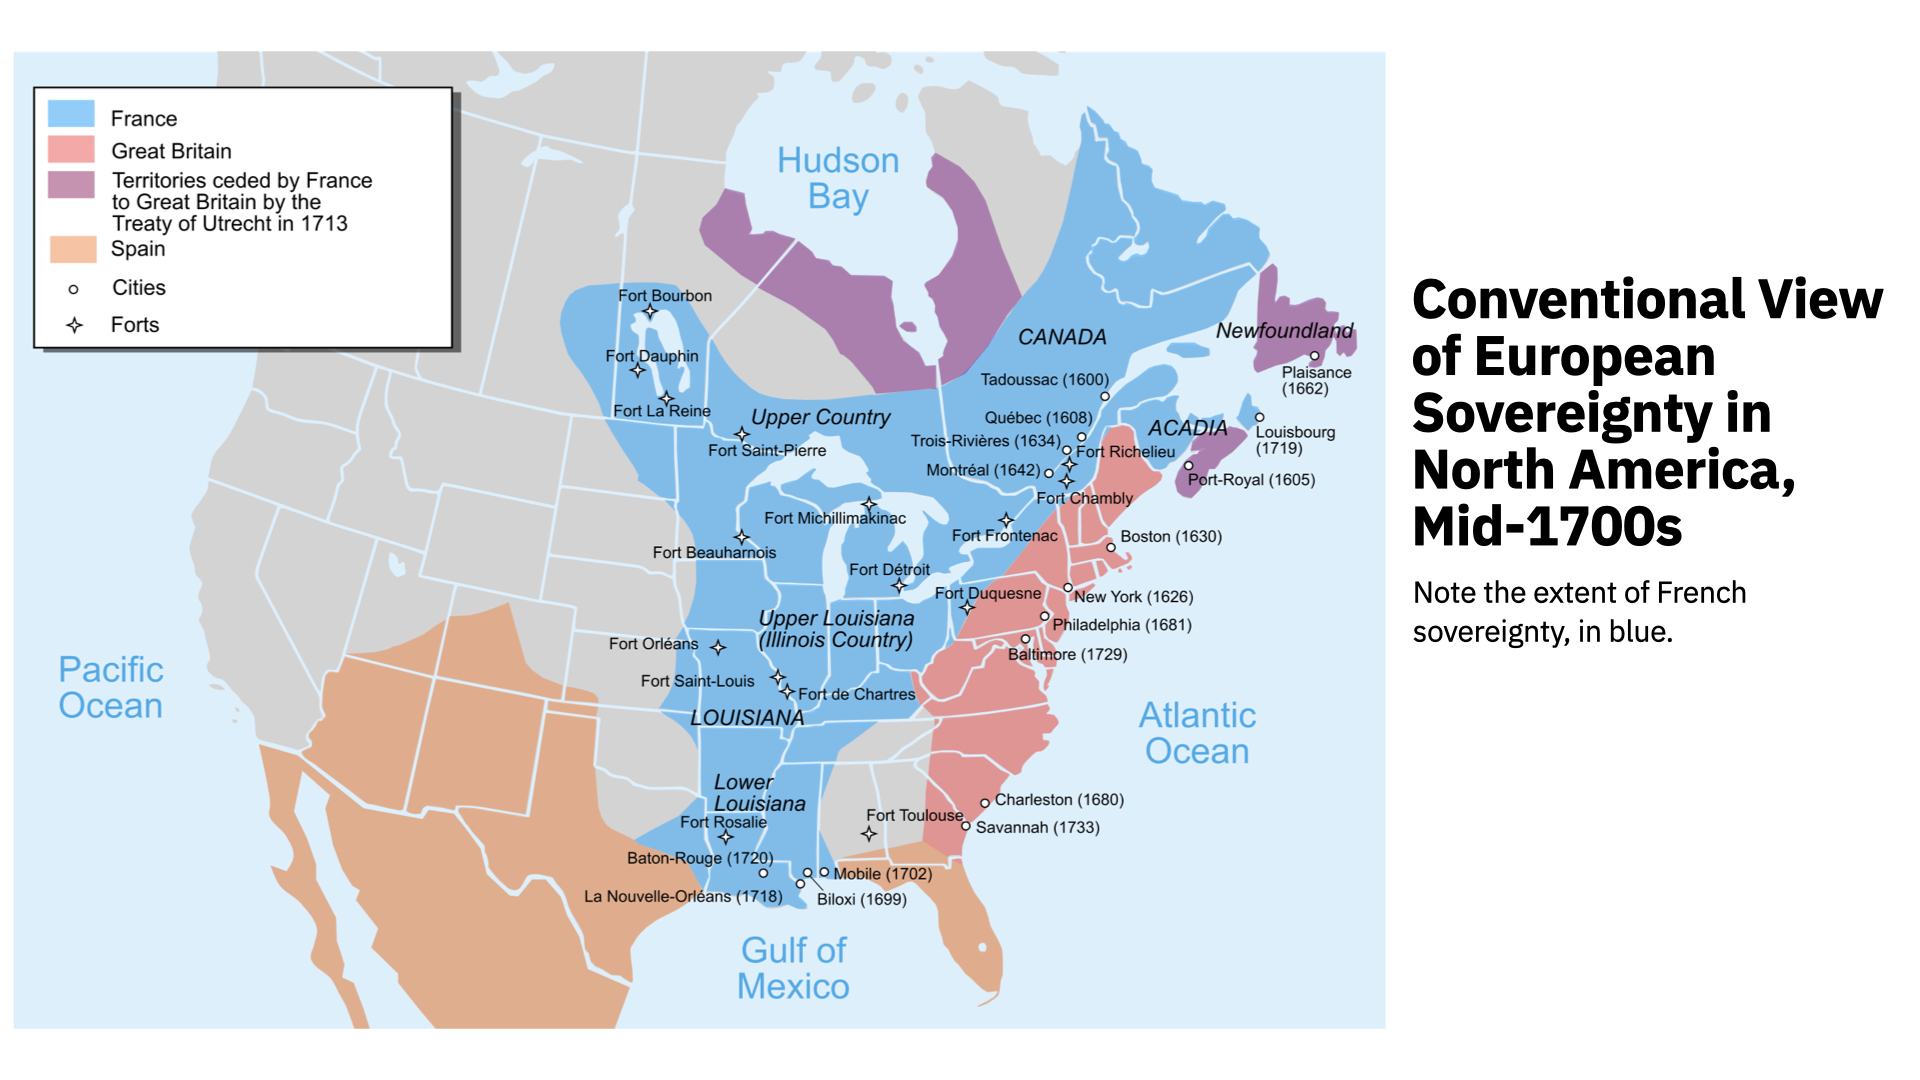 France
Great Britain
Territories ceded by France
to Great Britain by the
Treaty of Utrecht in 1713
Spain
Cities
Forts
Hudson
Bay
Fort Bourbon
Fort Dauphin
Fort La Reine
Upper Country
Fort Saint-Pierre
CANADA
Newfoundland
Plaisance
(1662)
Tadoussac (1600)
Québec (1608)
ACADIA
Louisbourg
(1719)
Trois-Rivières (1634)
Fort Richelieu
Montréal (1642)
Port-Royal (1605)
Fort Chambly
Fort Michillimakinac
Fort Frontenac
Boston (1630)
Fort Beauharnois
Fort Détroit
Fort Duquesne
New York (1626)
Upper Louisiana
(Illinois Country)
Philadelphia (1681)
Fort Orléans
Baltimore (1729)
Fort Saint-Louis
Fort de Chartres
LOUISIANA
Pacific
Ocean
Atlantic
Ocean
Lower
Louisiana
Charleston (1680)
Fort Rosalie
Fort Toulouse
Savannah (1733)
Baton-Rouge (1720)
Mobile (1702)
La Nouvelle-Orléans (1718)
Biloxi (1699)
Gulf of
Mexico
Conventional View
of European
Sovereignty in
North America,
Mid-1700s
Note the extent of French
sovereignty, in blue.